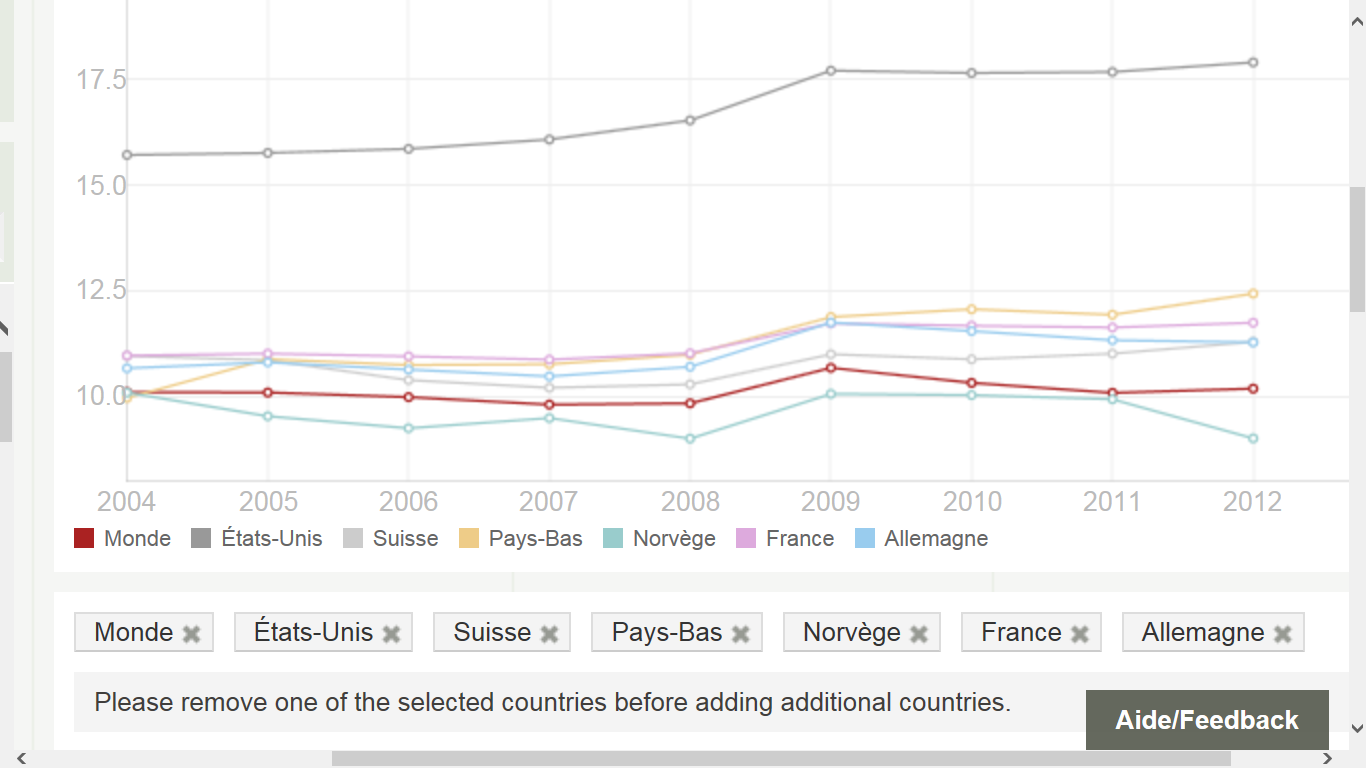 17.5
15.0
12.5
10.0
2004 2005 2006 2007 2008 2009 2010 2011 2012
Monde États-Unis Suisse Pays-Bas Norvège France Allemagne
Monde États-Unis Suisse Pays-Bas Norvège France Allemagne
Please remove one of the selected countries before adding additional countries.
Aide/Feedback